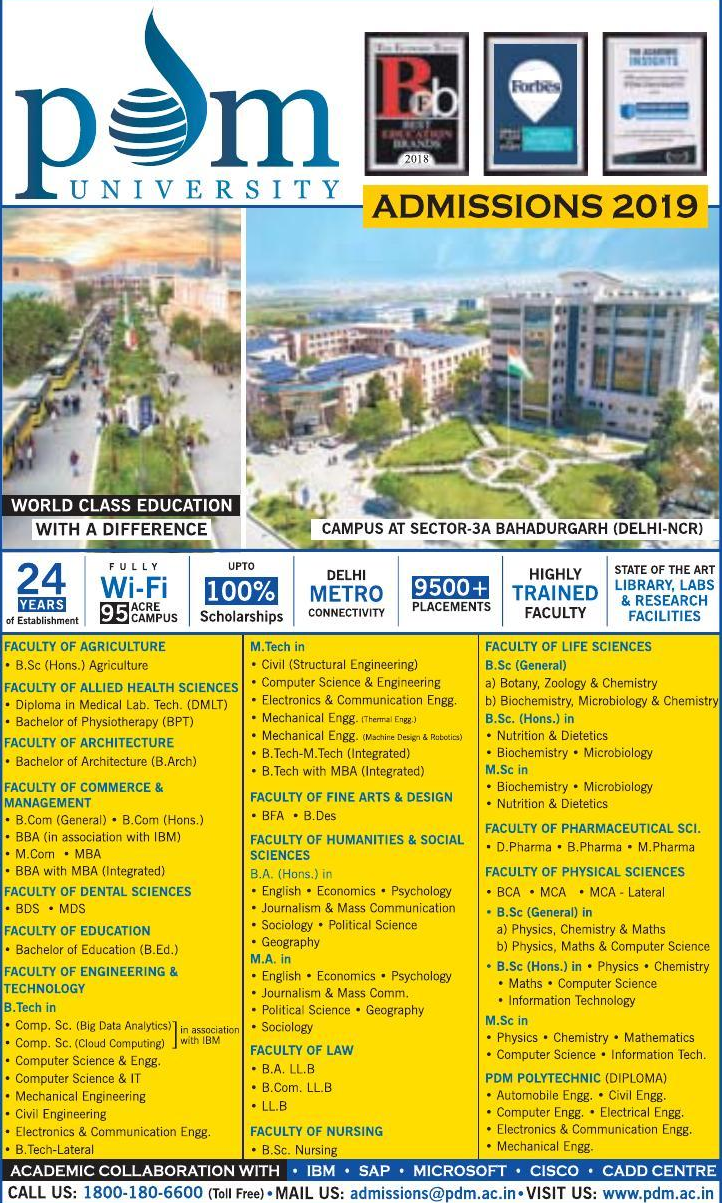 pdm
UNIVERSITY
THE ECONOMIC TIMES
BEST
EDUCATION
BRANDS
2018
Forbes
THE ACADEMIC
INSIGHTS
ADMISSIONS 2019
WORLD CLASS EDUCATION
WITH A DIFFERENCE
CAMPUS AT SECTOR-3A BAHADURGARH (DELHI-NCR)
24
YEARS
of Establishment
FULLY
Wi-Fi
95 ACRE CAMPUS
UPTO
100%
Scholarships
DELHI
METRO
CONNECTIVITY
9500+
PLACEMENTS
HIGHLY
TRAINED
FACULTY
STATE OF THE ART
LIBRARY, LABS
& RESEARCH
FACILITIES
FACULTY OF AGRICULTURE
• B.Sc (Hons.) Agriculture
FACULTY OF ALLIED HEALTH SCIENCES
• Diploma in Medical Lab. Tech. (DMLT)
• Bachelor of Physiotherapy (BPT)
FACULTY OF ARCHITECTURE
• Bachelor of Architecture (B.Arch)
FACULTY OF COMMERCE &
MANAGEMENT
• B.Com (General) • B.Com (Hons.)
• BBA (in association with IBM)
• M.Com • MBA
• BBA with MBA (Integrated)
FACULTY OF DENTAL SCIENCES
• BDS • MDS
FACULTY OF EDUCATION
• Bachelor of Education (B.Ed.)
FACULTY OF ENGINEERING &
TECHNOLOGY
B.Tech in
• Comp. Sc. (Big Data Analytics)
• Comp. Sc. (Cloud Computing)
in association
with IBM
• Computer Science & Engg.
• Computer Science & IT
• Mechanical Engineering
• Civil Engineering
• Electronics & Communication Engg.
• B.Tech-Lateral
M.Tech in
• Civil (Structural Engineering)
• Computer Science & Engineering
• Electronics & Communication Engg.
• Mechanical Engg. (Thermal Engg.)
• Mechanical Engg. (Machine Design & Robotics)
• B.Tech-M.Tech (Integrated)
• B.Tech with MBA (Integrated)
FACULTY OF FINE ARTS & DESIGN
• BFA • B.Des
FACULTY OF HUMANITIES & SOCIAL
SCIENCES
B.A. (Hons.) in
• English • Economics • Psychology
• Journalism & Mass Communication
• Sociology • Political Science
• Geography
M.A. in
• English • Economics • Psychology
• Journalism & Mass Comm.
• Political Science • Geography
• Sociology
FACULTY OF LAW
• B.A. LL.B
• B.Com. LL.B
• LL.B
FACULTY OF NURSING
• B.Sc. Nursing
FACULTY OF LIFE SCIENCES
B.Sc (General)
a) Botany, Zoology & Chemistry
b) Biochemistry, Microbiology & Chemistry
B.Sc. (Hons.) in
• Nutrition & Dietetics
• Biochemistry • Microbiology
M.Sc in
• Biochemistry • Microbiology
• Nutrition & Dietetics
FACULTY OF PHARMACEUTICAL SCI.
• D.Pharma • B.Pharma • M.Pharma
FACULTY OF PHYSICAL SCIENCES
• BCA • MCA • MCA - Lateral
• B.Sc (General) in
a) Physics, Chemistry & Maths
b) Physics, Maths & Computer Science
• B.Sc (Hons.) in • Physics • Chemistry
• Maths • Computer Science
• Information Technology
M.Sc in
• Physics • Chemistry • Mathematics
• Computer Science • Information Tech.
PDM POLYTECHNIC (DIPLOMA)
• Automobile Engg. • Civil Engg.
• Computer Engg. • Electrical Engg.
• Electronics & Communication Engg.
• Mechanical Engg.
ACADEMIC COLLABORATION WITH • IBM • SAP • MICROSOFT • CISCO • CADD CENTRE
CALL US: 1800-180-6600 (Toll Free) • MAIL US: admissions@pdm.ac.in • VISIT US: www.pdm.ac.in